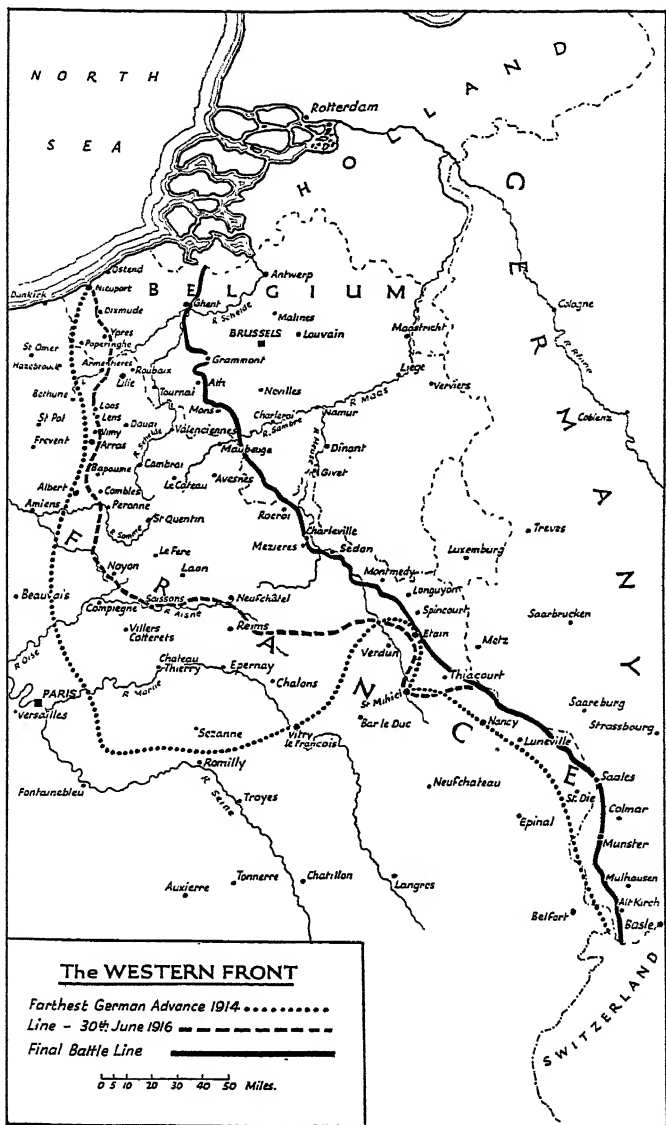 NORTH
SEA
HOLLAND
Rotterdam
GERMANY
Ostend
Nieuport
Dunkirk
Dixmude
BELGIUM
Antwerp
Ghent
R. Schelde
Malines
BRUSSELS
Louvain
Maastricht
Cologne
R. Rhine
Ypres
Poperinghe
St Omer
Hazebrouck
Armentieres
Roubaix
Lille
Grammont
Ath
Tournai
Nevilles
Liege
Verviers
Bethune
Loos
Lens
Mons
Charleroi
Namur
R. Maas
St Pol
Vimy
Douai
R. Schelde
Valenciennes
R. Sambre
Coblenz
Frevent
Arras
Maubeuge
R. Meuse
Dinant
Bapaume
Cambrai
Givet
Albert
Combles
Le Cateau
Avesnes
Amiens
Peronne
Rocroi
R. Somme
St Quentin
Charleville
Treves
FRANCE
Le Fere
Mezieres
Sedan
Luxemburg
Noyon
Laon
Montmedy
Longuyon
Beauvais
Compiegne
Soissons
Neufchâtel
Spincourt
Saarbrucken
R. Aisne
Villers
Cotterets
Reims
Etain
Verdun
Metz
R. Oise
Chateau
Thierry
Epernay
Thiacourt
PARIS
R. Marne
Chalons
St Mihiel
Saareburg
Versailles
Bar le Duc
Nancy
Strassbourg
Sezanne
Vitry
le Francois
Luneville
Romilly
Saales
Fontainebleu
Neufchateau
St. Die
Troyes
Colmar
R. Seine
Epinal
Munster
Tonnerre
Chatillon
Langres
Mulhausen
Auxierre
Alt Kirch
Belfort
Basle
SWITZERLAND
The WESTERN FRONT
Farthest German Advance 1914
Line – 30th June 1916
Final Battle Line
0 5 10 20 30 40 50 Miles.